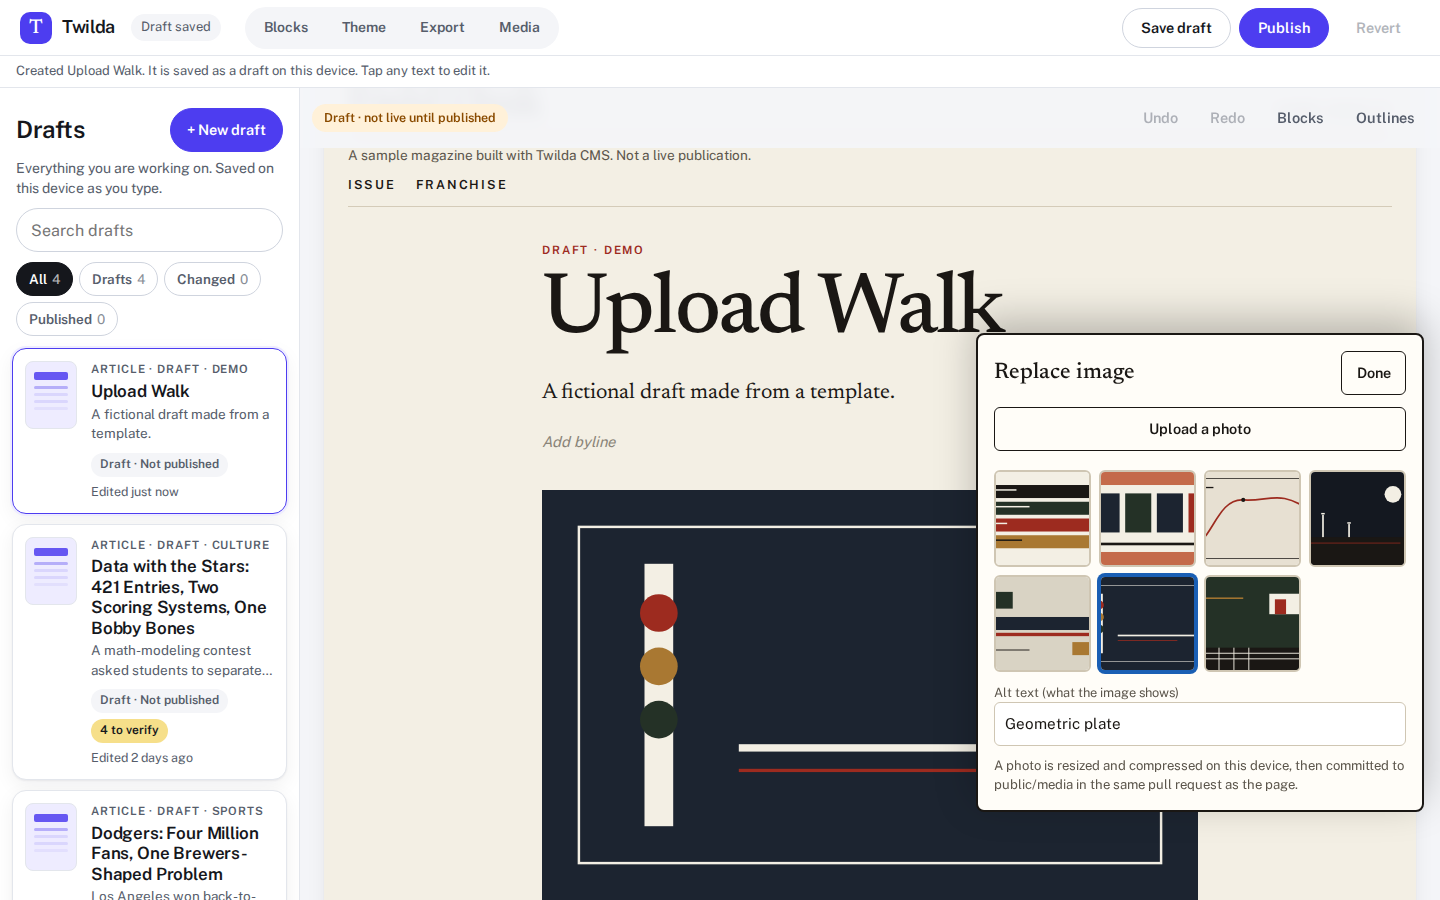 T Twilda Draft saved Blocks Theme Export Media Save draft Publish Revert
Created Upload Walk. It is saved as a draft on this device. Tap any text to edit it.
Drafts
+ New draft
Everything you are working on. Saved on
this device as you type.
Search drafts
All 4 Drafts 4 Changed 0
Published 0
ARTICLE · DRAFT · DEMO
Upload Walk
A fictional draft made from a
template.
Draft · Not published
Edited just now
ARTICLE · DRAFT · CULTURE
Data with the Stars:
421 Entries, Two
Scoring Systems, One
Bobby Bones
A math-modeling contest
asked students to separate...
Draft · Not published
4 to verify
Edited 2 days ago
ARTICLE · DRAFT · SPORTS
Dodgers: Four Million
Fans, One Brewers-
Shaped Problem
Los Angeles won back-to-
Draft · not live until published
Undo Redo Blocks Outlines
A sample magazine built with Twilda CMS. Not a live publication.
ISSUE FRANCHISE
DRAFT · DEMO
Upload Walk
A fictional draft made from a template.
Add byline
Replace image
Done
Upload a photo
Alt text (what the image shows)
Geometric plate
A photo is resized and compressed on this device, then committed to
public/media in the same pull request as the page.